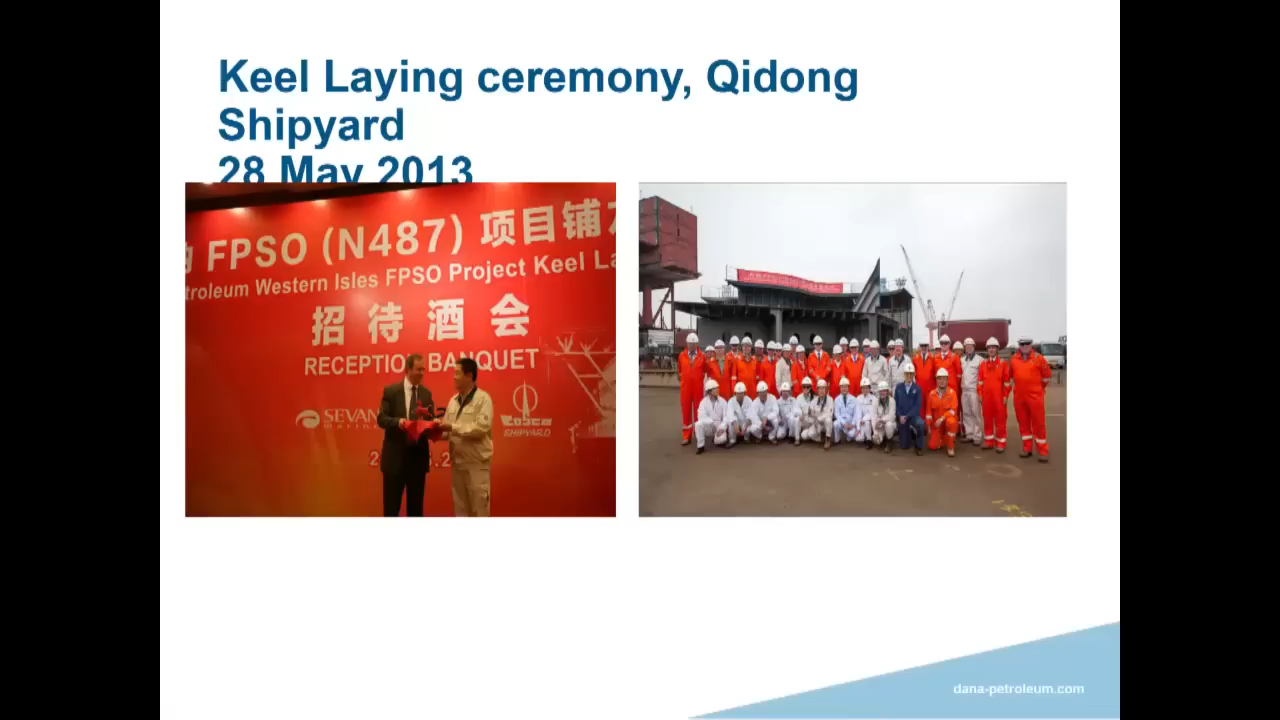 Keel Laying ceremony, Qidong
Shipyard
28 May 2013
FPSO (N487) 项目铺
troleum Western Isles FPSO Project Keel La
招待酒会
RECEPTION BANQUET
SEVAN
COSCO
SHIPYARD
dana-petroleum.com